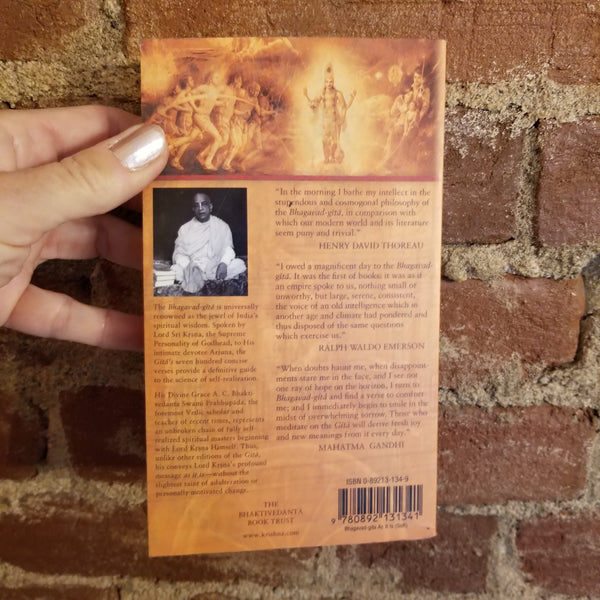 The Bhagavad-gītā is universally
renowned as the jewel of India's
spiritual wisdom. Spoken by
Lord Śrī Kṛṣṇa, the Supreme
Personality of Godhead, to His
intimate devotee Arjuna, the
Gītā's seven hundred concise
verses provide a definitive guide
to the science of self-realization.
His Divine Grace A. C. Bhakti-
vedanta Swami Prabhupāda, the
foremost Vedic scholar and
teacher of recent times, represents
an unbroken chain of fully self-
realized spiritual masters beginning
with Lord Kṛṣṇa Himself. Thus,
unlike other editions of the Gītā,
his conveys Lord Kṛṣṇa's profound
message as it is—without the
slightest taint of adulteration or
personally motivated change.
THE
BHAKTIVEDANTA
BOOK TRUST
www.krishna.com
"In the morning I bathe my intellect in the
stupendous and cosmogonal philosophy of
the Bhagavad-gītā, in comparison with
which our modern world and its literature
seem puny and trivial."
HENRY DAVID THOREAU
"I owed a magnificent day to the Bhagavad-
gītā. It was the first of books; it was as if
an empire spoke to us, nothing small or
unworthy, but large, serene, consistent,
the voice of an old intelligence which in
another age and climate had pondered and
thus disposed of the same questions
which exercise us."
RALPH WALDO EMERSON
"When doubts haunt me, when disappoint-
ments stare me in the face, and I see not
one ray of hope on the horizon, I turn to
Bhagavad-gītā and find a verse to comfort
me; and I immediately begin to smile in the
midst of overwhelming sorrow. Those who
meditate on the Gītā will derive fresh joy
and new meanings from it every day."
MAHATMA GANDHI
ISBN 0-89213-134-9
9 780892 131341
Bhagavad-gita As It Is (Soft)